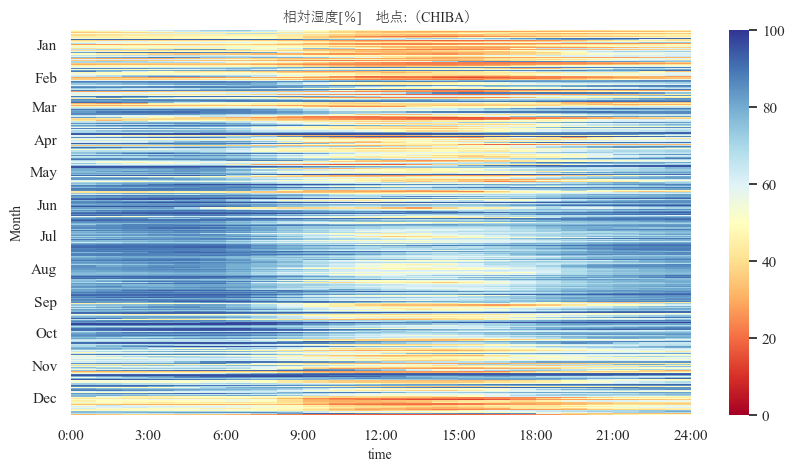 相対湿度[%] 地点:（CHIBA）
Month
Jan
Feb
Mar
Apr
May
Jun
Jul
Aug
Sep
Oct
Nov
Dec
0:00 3:00 6:00 9:00 12:00 15:00 18:00 21:00 24:00
time
100
80
60
40
20
0